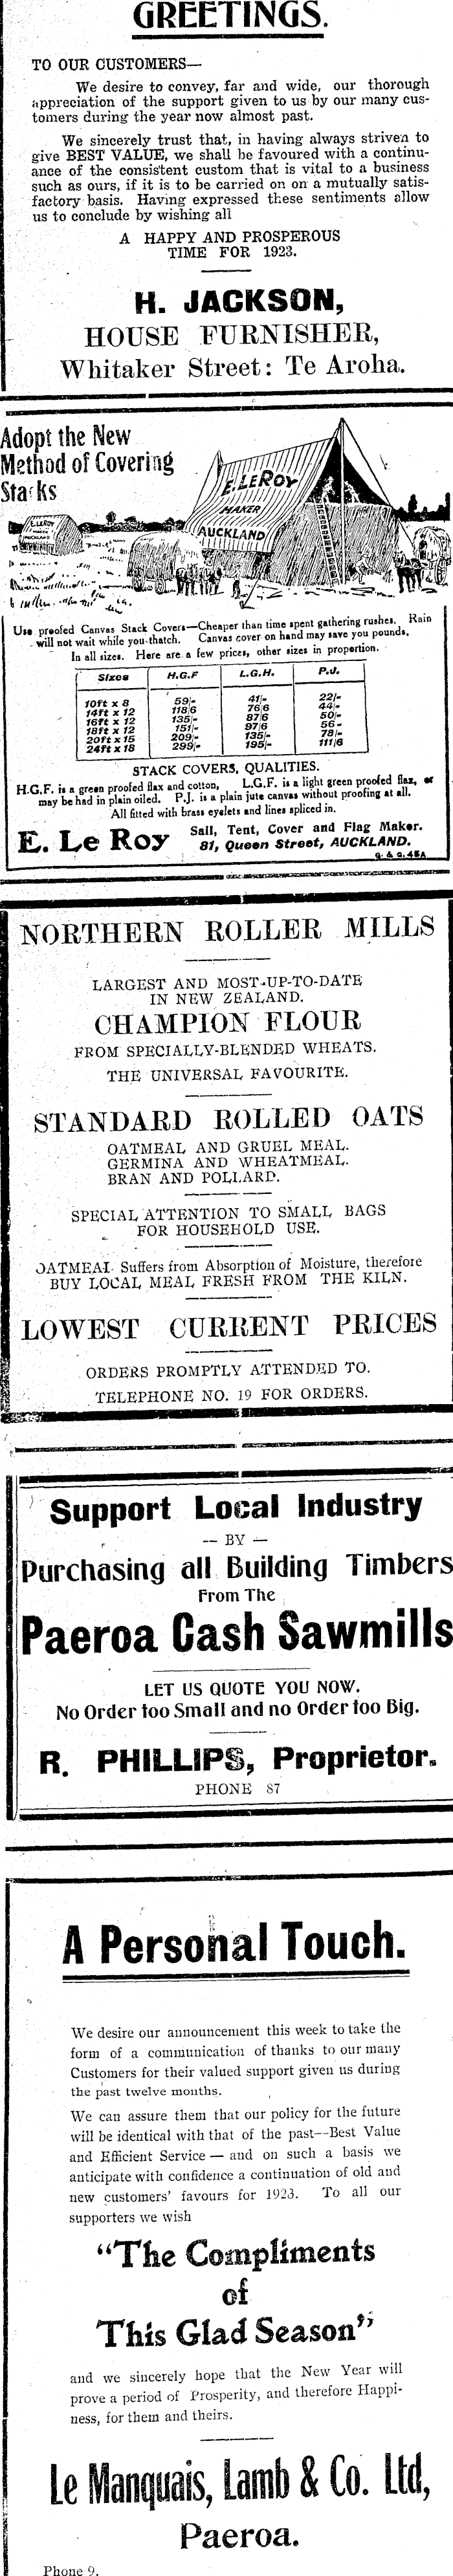 GREETINGS.
TO OUR CUSTOMERS—
We desire to convey, far and wide, our thorough
appreciation of the support given to us by our many cus-
tomers during the year now almost past.
We sincerely trust that, in having always striven to
give BEST VALUE, we shall be favoured with a continu-
ance of the consistent custom that is vital to a business
such as ours, if it is to be carried on on a mutually satis-
factory basis. Having expressed these sentiments allow
us to conclude by wishing all
A HAPPY AND PROSPEROUS
TIME FOR 1923.
H. JACKSON,
HOUSE FURNISHER,
Whitaker Street: Te Aroha.
Adopt the New
Method of Covering
Stacks
E. LEROY
MAKER
AUCKLAND
E. LEROY
AUCKLAND
Use proofed Canvas Stack Covers—Cheaper than time spent gathering rushes. Rain
will not wait while you thatch. Canvas cover on hand may save you pounds.
In all sizes. Here are a few prices, other sizes in proportion.
Sizes H.G.F L.G.H. P.J.
10ft x 8 59/- 41/- 22/-
14ft x 12 118/6 76/6 44/-
16ft x 12 135/- 87/6 50/-
18ft x 12 151/- 97/6 56-
20ft x 15 209/- 135/- 78/-
24ft x 18 299/- 195/- 111/6
STACK COVERS, QUALITIES.
H.G.F. is a green proofed flax and cotton, L.G.F. is a light green proofed flax, or
may be had in plain oiled. P.J. is a plain jute canvas without proofing at all.
All fitted with brass eyelets and lines spliced in.
E. Le Roy Sail, Tent, Cover and Flag Maker.
81, Queen Street, AUCKLAND.
G. & G. 45A
NORTHERN ROLLER MILLS
LARGEST AND MOST-UP-TO-DATE
IN NEW ZEALAND.
CHAMPION FLOUR
FROM SPECIALLY-BLENDED WHEATS.
THE UNIVERSAL FAVOURITE.
STANDARD ROLLED OATS
OATMEAL AND GRUEL MEAL.
GERMINA AND WHEATMEAL.
BRAN AND POLLARD.
SPECIAL ATTENTION TO SMALL BAGS
FOR HOUSEHOLD USE.
OATMEAL Suffers from Absorption of Moisture, therefore
BUY LOCAL MEAL FRESH FROM THE KILN.
LOWEST CURRENT PRICES
ORDERS PROMPTLY ATTENDED TO.
TELEPHONE NO. 19 FOR ORDERS.
Support Local Industry
— BY —
Purchasing all Building Timbers
From The
Paeroa Cash Sawmills
LET US QUOTE YOU NOW.
No Order too Small and no Order too Big.
R. PHILLIPS, Proprietor.
PHONE 87
A Personal Touch.
We desire our announcement this week to take the
form of a communication of thanks to our many
Customers for their valued support given us during
the past twelve months.
We can assure them that our policy for the future
will be identical with that of the past—Best Value
and Efficient Service — and on such a basis we
anticipate with confidence a continuation of old and
new customers' favours for 1923. To all our
supporters we wish
"The Compliments
of
This Glad Season"
and we sincerely hope that the New Year will
prove a period of Prosperity, and therefore Happi-
ness, for them and theirs.
Le Manquais, Lamb & Co. Ltd,
Paeroa.
Phone 9.